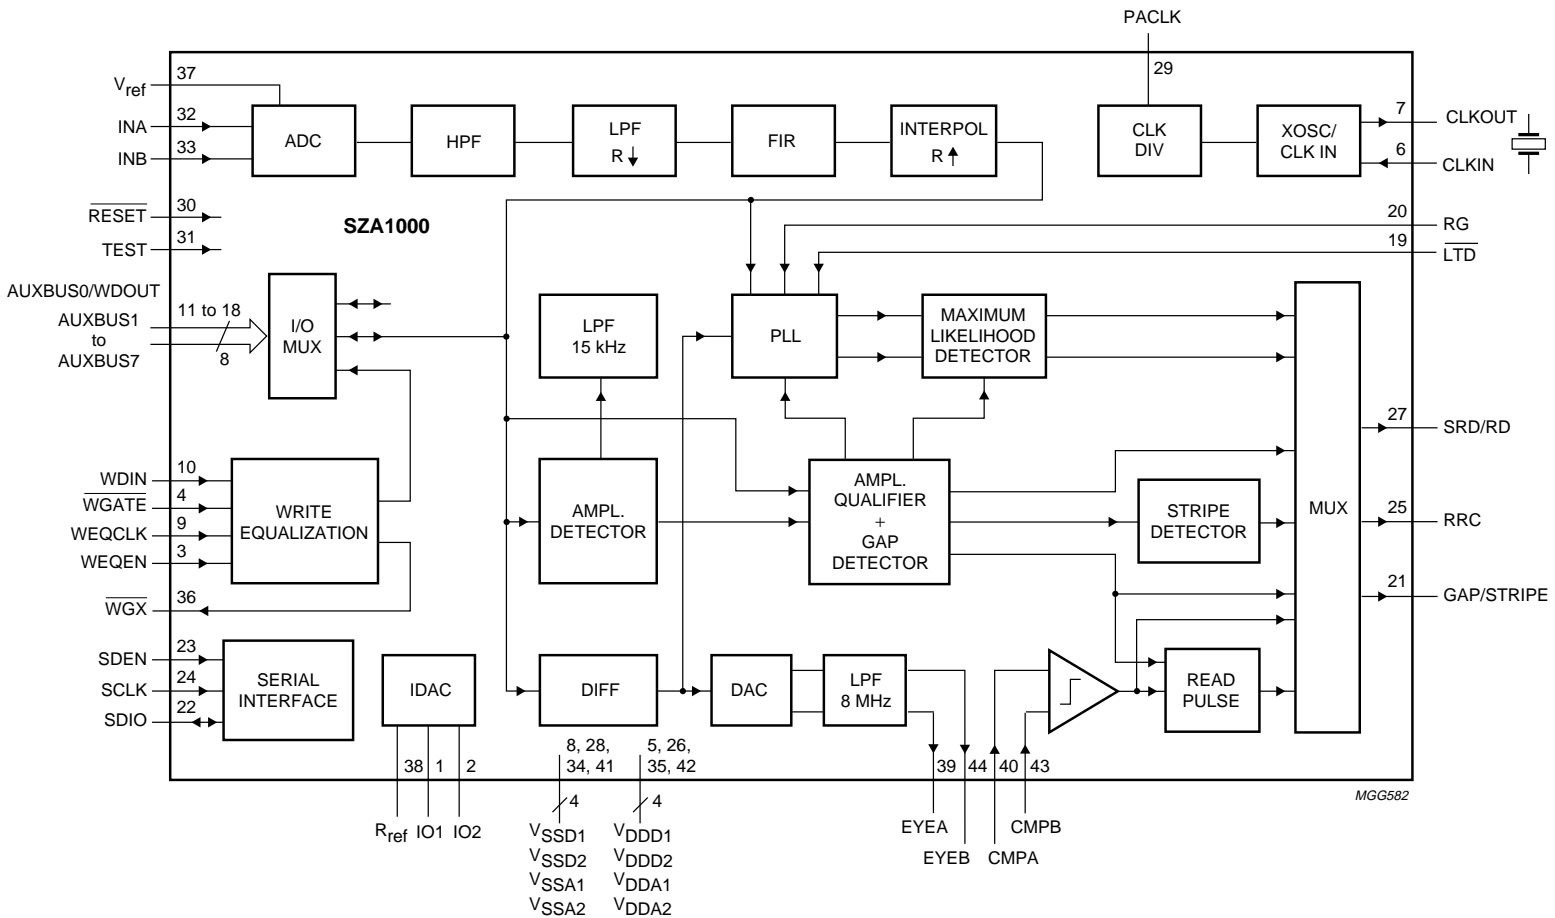 PACLK
29
37
Vref
32
INA
33
INB
ADC
HPF
LPF
R
FIR
INTERPOL
R
CLK
DIV
XOSC/
CLK IN
7
CLKOUT
6
CLKIN
30
RESET
31
TEST
SZA1000
20
RG
19
LTD
AUXBUS0/WDOUT
AUXBUS1
to
AUXBUS7
11 to 18
8
I/O
MUX
LPF
15 kHz
PLL
MAXIMUM
LIKELIHOOD
DETECTOR
10
WDIN
4
WGATE
9
WEQCLK
3
WEQEN
WRITE
EQUALIZATION
36
WGX
AMPL.
DETECTOR
AMPL.
QUALIFIER
+
GAP
DETECTOR
STRIPE
DETECTOR
MUX
27
SRD/RD
25
RRC
21
GAP/STRIPE
23
SDEN
24
SCLK
22
SDIO
SERIAL
INTERFACE
IDAC
DIFF
DAC
LPF
8 MHz
READ
PULSE
38
1
2
8, 28,
34, 41
5, 26,
35, 42
39
44
40
43
MGG582
4
4
Rref
IO1
IO2
VSSD1
VSSD2
VSSA1
VSSA2
VDDD1
VDDD2
VDDA1
VDDA2
EYEA
EYEB
CMPB
CMPA